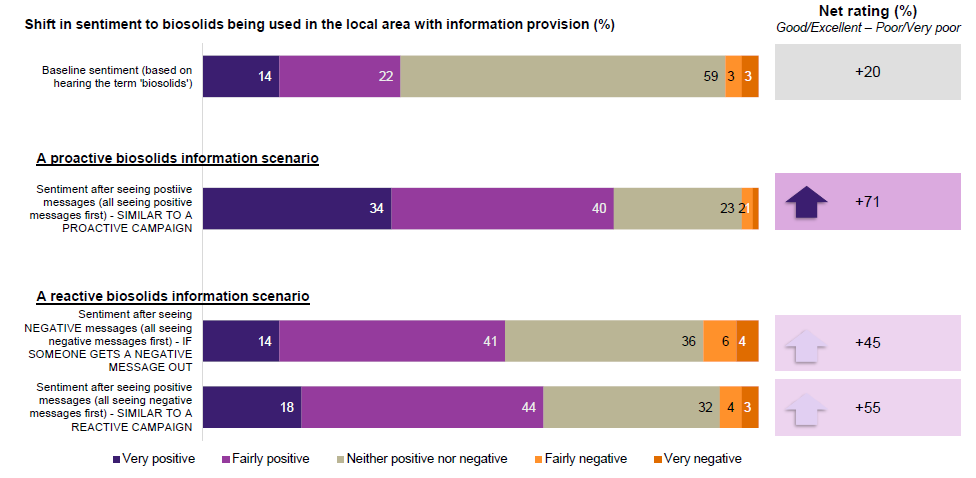 Shift in sentiment to biosolids being used in the local area with information provision (%)
Net rating (%)
Good/Excellent – Poor/Very poor
Baseline sentiment (based on
hearing the term 'biosolids')
14 22 59 3 3
+20
A proactive biosolids information scenario
Sentiment after seeing postiive
messages (all seeing positive
messages first) - SIMILAR TO A
PROACTIVE CAMPAIGN
34 40 23 2 1
+71
A reactive biosolids information scenario
Sentiment after seeing
NEGATIVE messages (all seeing
negative messages first) - IF
SOMEONE GETS A NEGATIVE
MESSAGE OUT
14 41 36 6 4
+45
Sentiment after seeing positive
messages (all seeing negative
messages first) - SIMILAR TO A
REACTIVE CAMPAIGN
18 44 32 4 3
+55
Very positive Fairly positive Neither positive nor negative Fairly negative Very negative